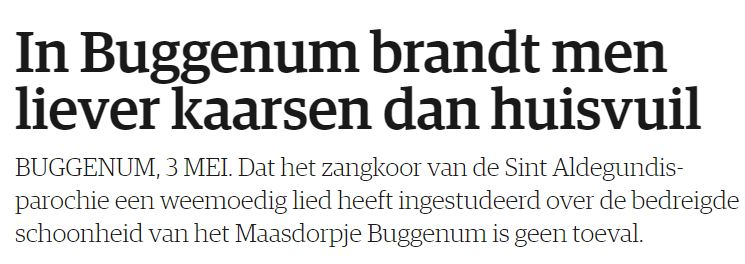 In Buggenum brandt men
liever kaarsen dan huisvuil
BUGGENUM, 3 MEI. Dat het zangkoor van de Sint Aldegundis-
parochie een weemoedig lied heeft ingestudeerd over de bedreigde
schoonheid van het Maasdorpje Buggenum is geen toeval.